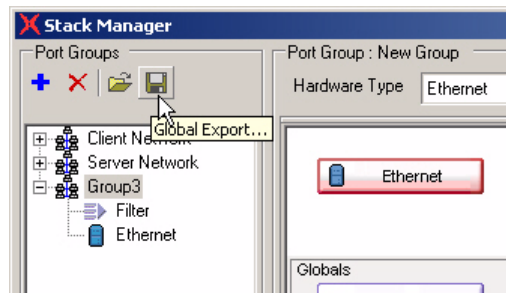 Stack Manager
Port Groups
Global Export...
Client Network
Server Network
Group3
Filter
Ethernet
Port Group : New Group
Hardware Type Ethernet
Ethernet
Globals